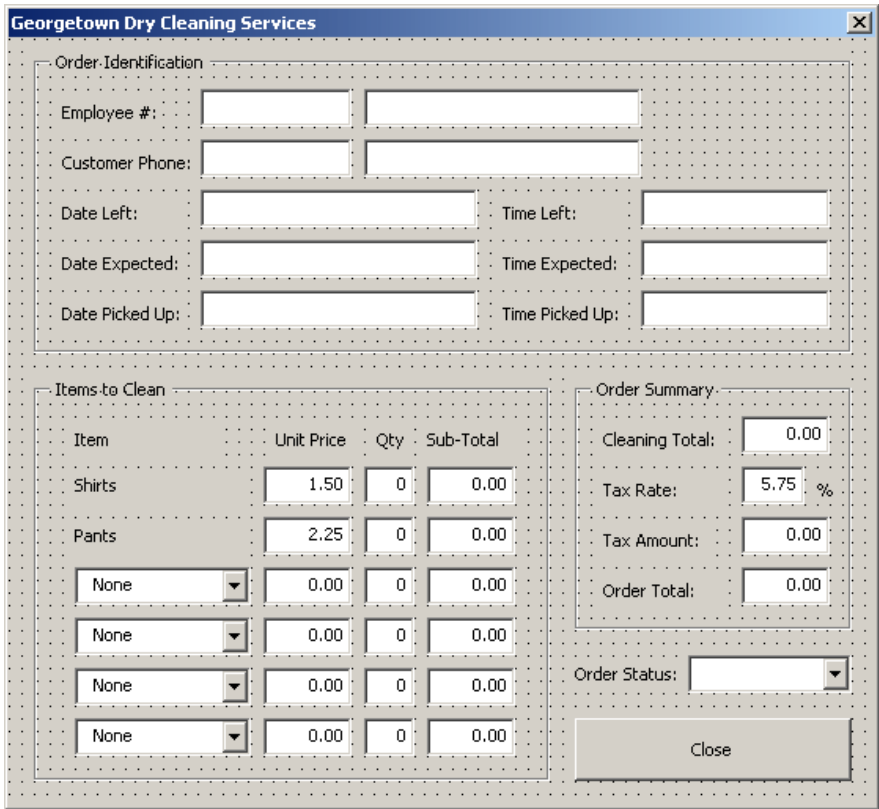 Georgetown Dry Cleaning Services
Order Identification
Employee #:
Customer Phone:
Date Left: Time Left:
Date Expected: Time Expected:
Date Picked Up: Time Picked Up:
Items to Clean
Item Unit Price Qty Sub-Total
Shirts 1.50 0 0.00
Pants 2.25 0 0.00
None 0.00 0 0.00
None 0.00 0 0.00
None 0.00 0 0.00
None 0.00 0 0.00
Order Summary
Cleaning Total: 0.00
Tax Rate: 5.75 %
Tax Amount: 0.00
Order Total: 0.00
Order Status:
Close